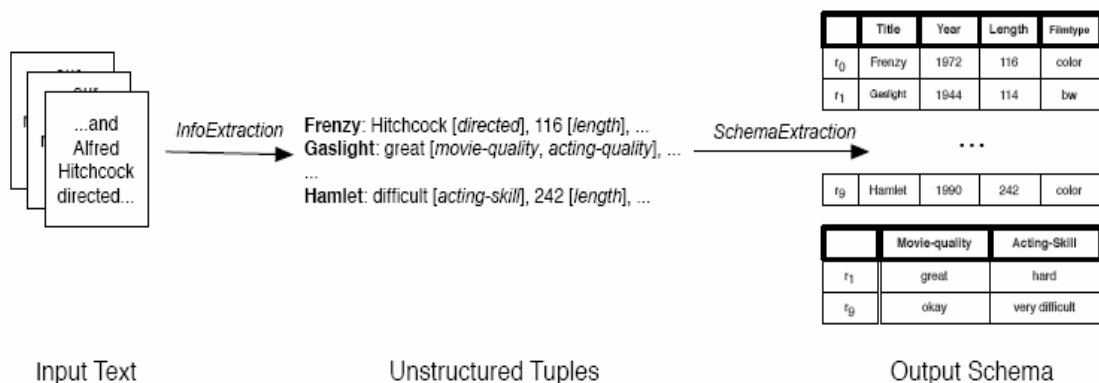 ...and
Alfred
Hitchcock
directed...
InfoExtraction
Frenzy: Hitchcock [directed], 116 [length], ...
Gaslight: great [movie-quality, acting-quality], ...
...
Hamlet: difficult [acting-skill], 242 [length], ...
SchemaExtraction
Title Year Length Filmtype
r0 Frenzy 1972 116 color
r1 Gaslight 1944 114 bw
...
r9 Hamlet 1990 242 color
Movie-quality Acting-Skill
r1 great hard
r9 okay very difficult
Input Text Unstructured Tuples Output Schema